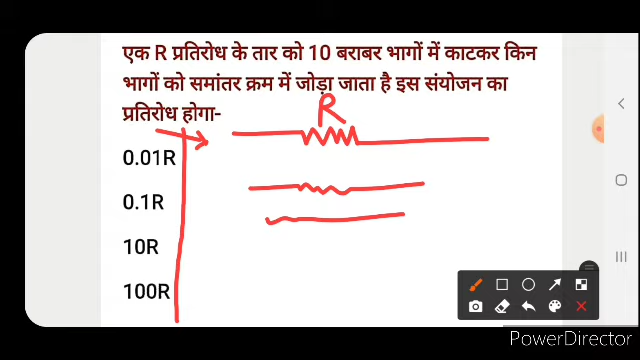 एक R प्रतिरोध के तार को 10 बराबर भागों में काटकर किन
भागों को समांतर क्रम में जोड़ा जाता है इस संयोजन का
प्रतिरोध होगा-
R
0.01R
0.1R
10R
100R
PowerDirector